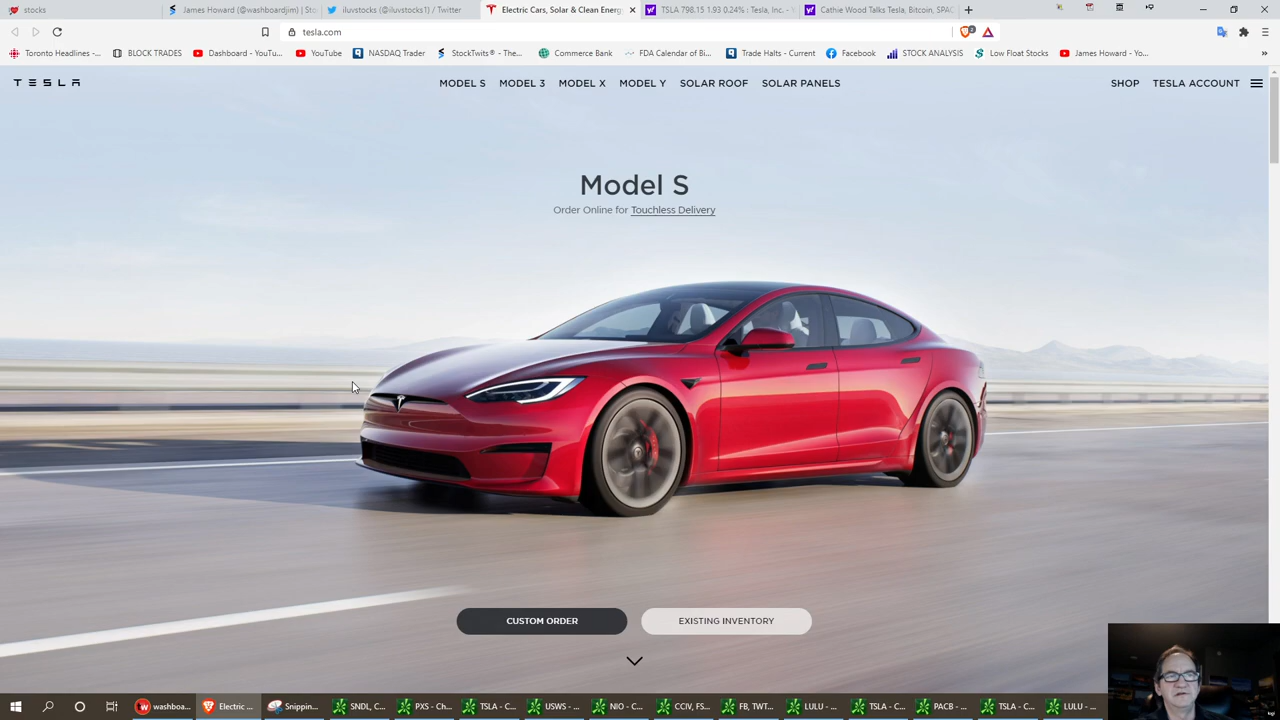 stocks
James Howard (@washboardjim) | Sto
iluvstocks (@iluvstocks1) / Twitter
Electric Cars, Solar & Clean Energy
TSLA 798.15 1.93 0.24% : Tesla, Inc. - Y
Cathie Wood Talks Tesla, Bitcoin, SPAC
tesla.com
Toronto Headlines -...
BLOCK TRADES
Dashboard - YouTu...
YouTube
NASDAQ Trader
StockTwits® - The...
Commerce Bank
FDA Calendar of Bi...
Trade Halts - Current
Facebook
STOCK ANALYSIS
Low Float Stocks
James Howard - Yo...
TESLA
MODEL S
MODEL 3
MODEL X
MODEL Y
SOLAR ROOF
SOLAR PANELS
SHOP
TESLA ACCOUNT
Model S
Order Online for Touchless Delivery
CUSTOM ORDER
EXISTING INVENTORY
washboa...
Electric ...
Snippin...
SNDL, C...
PXS - Ch...
TSLA - C...
USWS - ...
NIO - C...
CCIV, FS...
FB, TWT...
LULU - ...
TSLA - C...
PACB - ...
TSLA - C...
LULU - ...